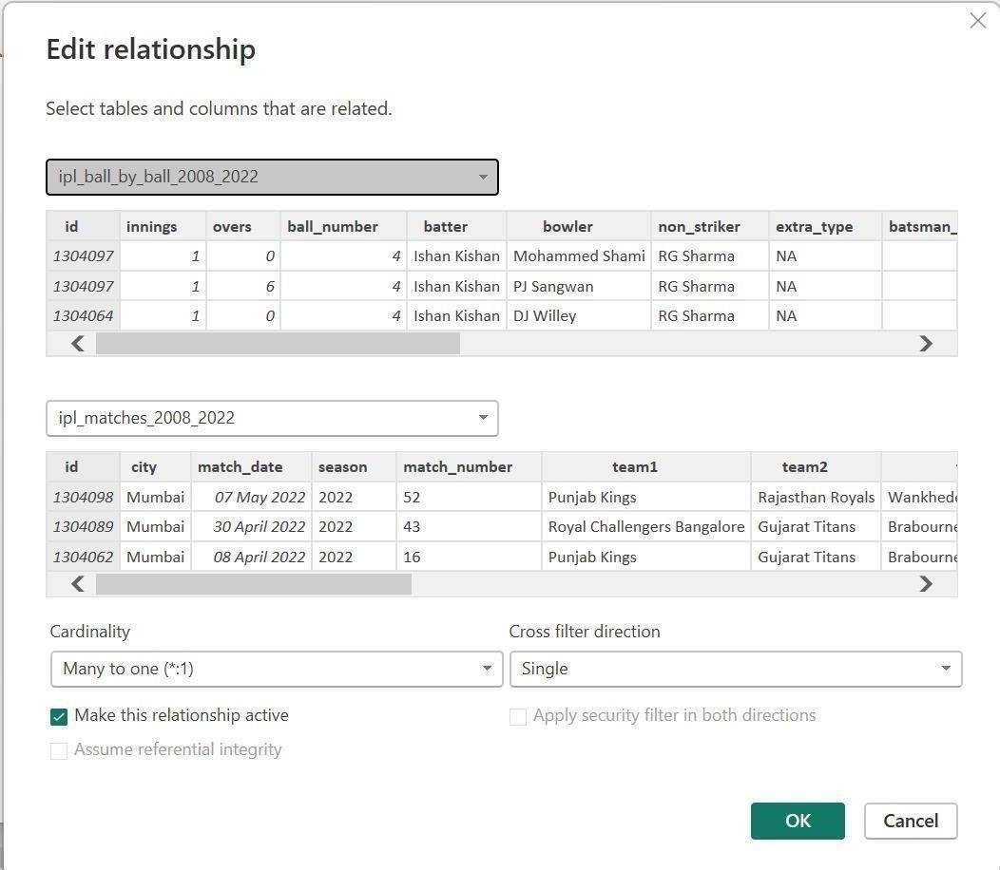 Edit relationship
Select tables and columns that are related.
ipl_ball_by_ball_2008_2022
id innings overs ball_number batter bowler non_striker extra_type batsman_
1304097 1 0 4 Ishan Kishan Mohammed Shami RG Sharma NA
1304097 1 6 4 Ishan Kishan PJ Sangwan RG Sharma NA
1304064 1 0 4 Ishan Kishan DJ Willey RG Sharma NA
ipl_matches_2008_2022
id city match_date season match_number team1 team2
1304098 Mumbai 07 May 2022 2022 52 Punjab Kings Rajasthan Royals Wankhede
1304089 Mumbai 30 April 2022 2022 43 Royal Challengers Bangalore Gujarat Titans Brabourne
1304062 Mumbai 08 April 2022 2022 16 Punjab Kings Gujarat Titans Brabourne
Cardinality Cross filter direction
Many to one (*:1) Single
Make this relationship active Apply security filter in both directions
Assume referential integrity
OK Cancel